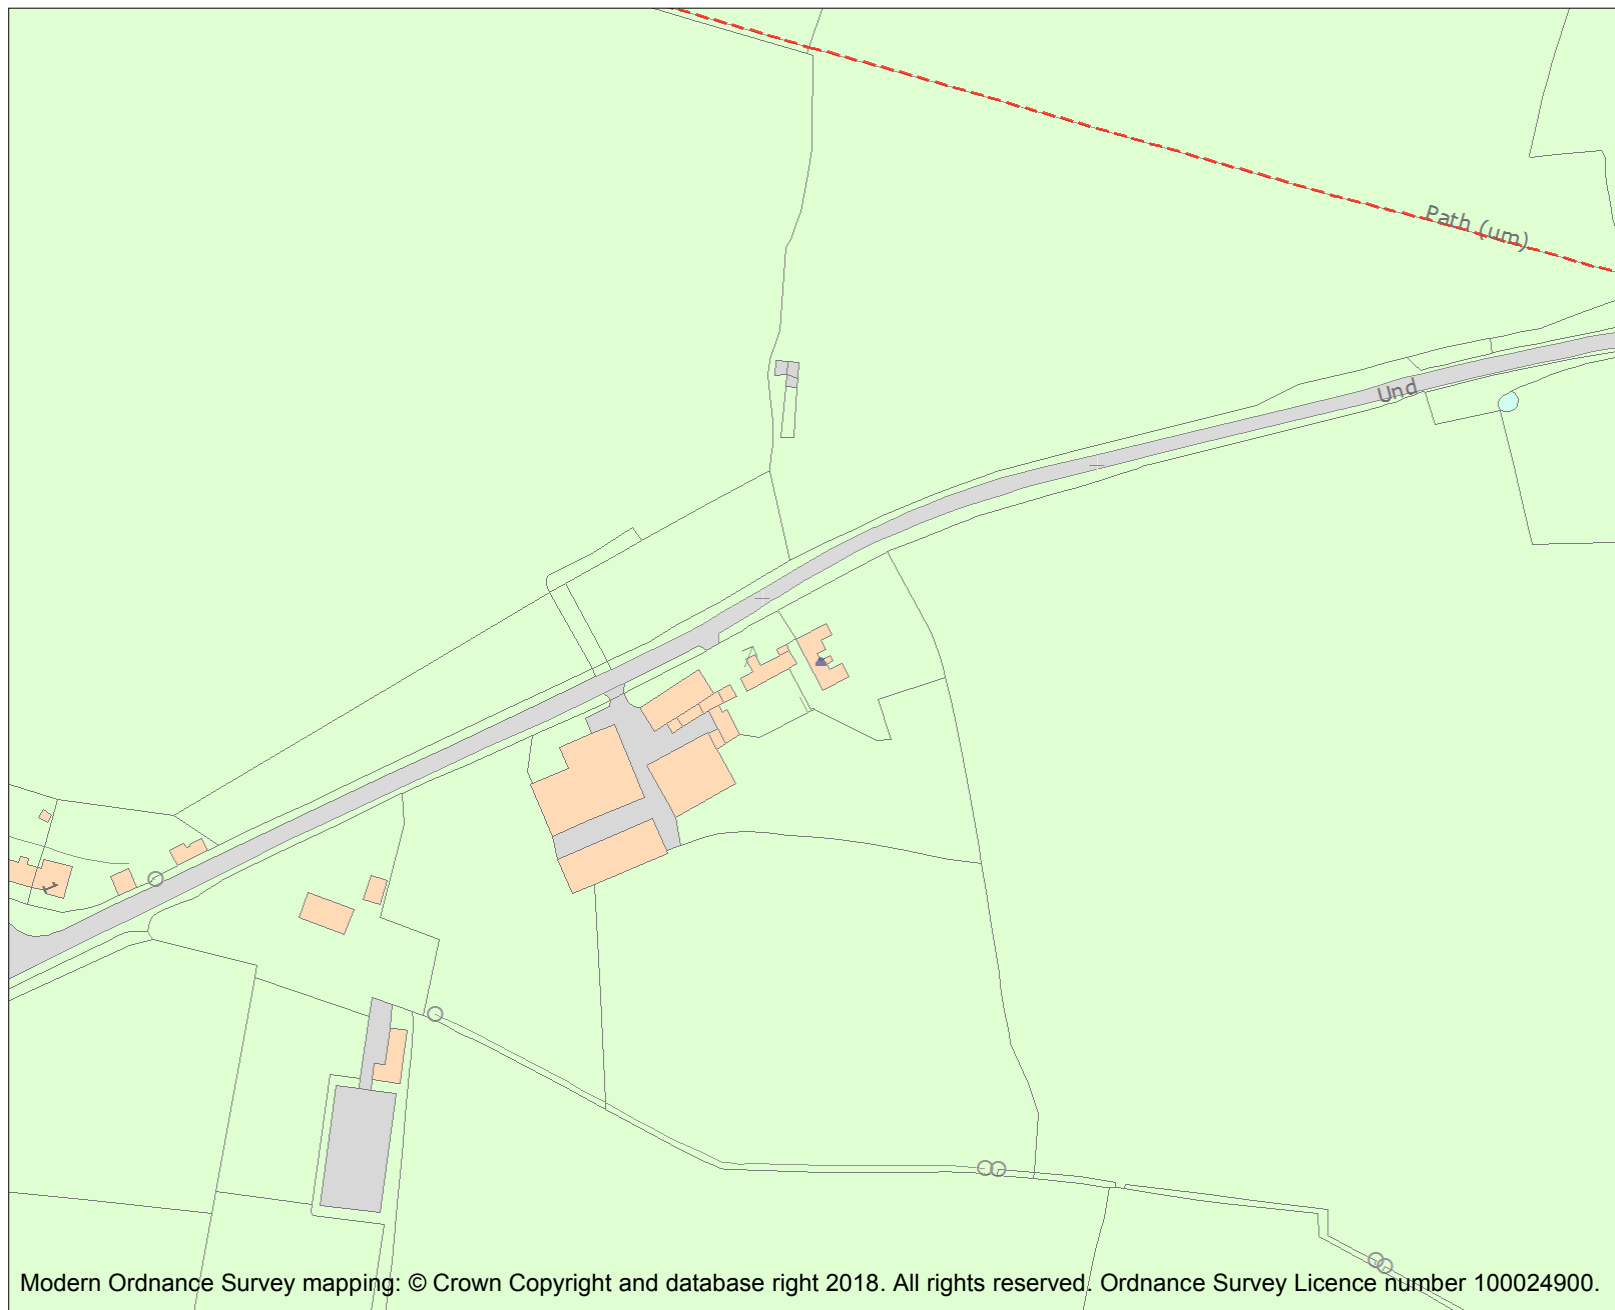 Path (um)
Und
1
Modern Ordnance Survey mapping: © Crown Copyright and database right 2018. All rights reserved. Ordnance Survey Licence number 100024900.